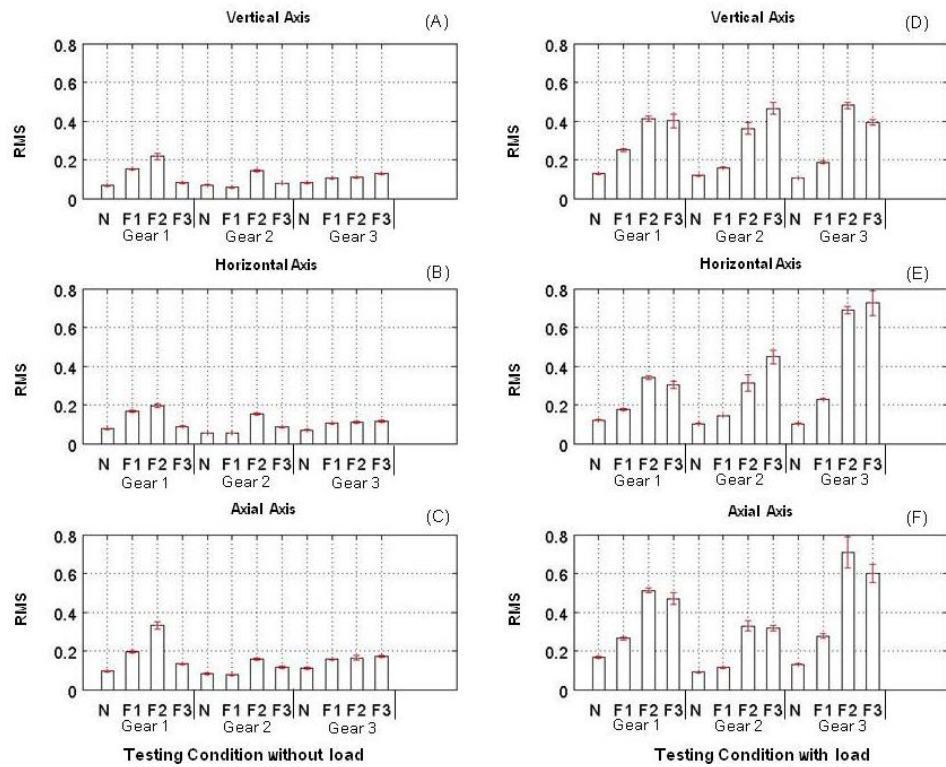 Vertical Axis
(A)
0.8
0.6
0.4
0.2
0
RMS
N F1 F2 F3 N F1 F2 F3 N F1 F2 F3
Gear 1 Gear 2 Gear 3
Horizontal Axis
(B)
0.8
0.6
0.4
0.2
0
RMS
N F1 F2 F3 N F1 F2 F3 N F1 F2 F3
Gear 1 Gear 2 Gear 3
Axial Axis
(C)
0.8
0.6
0.4
0.2
0
RMS
N F1 F2 F3 N F1 F2 F3 N F1 F2 F3
Gear 1 Gear 2 Gear 3
Testing Condition without load
Vertical Axis
(D)
0.8
0.6
0.4
0.2
0
RMS
N F1 F2 F3 N F1 F2 F3 N F1 F2 F3
Gear 1 Gear 2 Gear 3
Horizontal Axis
(E)
0.8
0.6
0.4
0.2
0
RMS
N F1 F2 F3 N F1 F2 F3 N F1 F2 F3
Gear 1 Gear 2 Gear 3
Axial Axis
(F)
0.8
0.6
0.4
0.2
0
RMS
N F1 F2 F3 N F1 F2 F3 N F1 F2 F3
Gear 1 Gear 2 Gear 3
Testing Condition with load